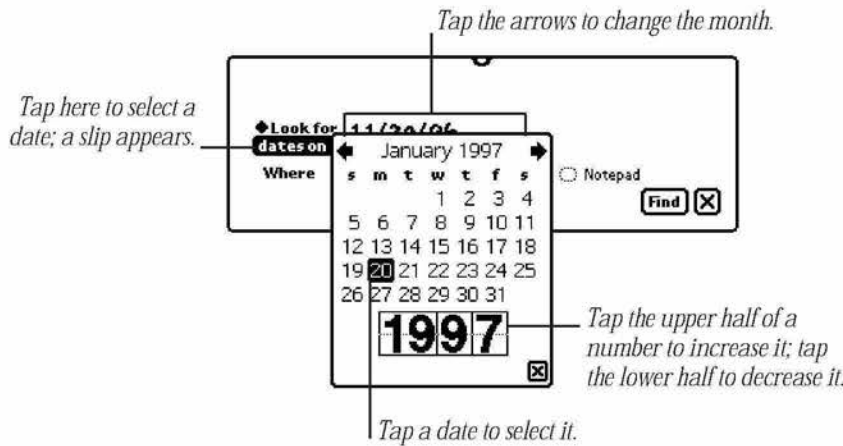 Tap the arrows to change the month.
Tap here to select a
date; a slip appears.
◆Look for 11/20/96
dates on
January 1997
Where
s m t w t f s
Notepad
1 2 3 4
Find
5 6 7 8 9 10 11
12 13 14 15 16 17 18
19 20 21 22 23 24 25
26 27 28 29 30 31
1997
Tap the upper half of a
number to increase it; tap
the lower half to decrease it.
Tap a date to select it.